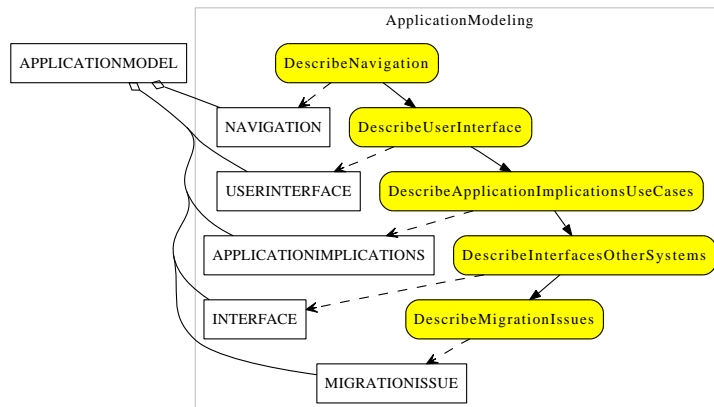 ApplicationModeling
APPLICATIONMODEL
DescribeNavigation
NAVIGATION
DescribeUserInterface
USERINTERFACE
DescribeApplicationImplicationsUseCases
APPLICATIONIMPLICATIONS
DescribeInterfacesOtherSystems
INTERFACE
DescribeMigrationIssues
MIGRATIONISSUE